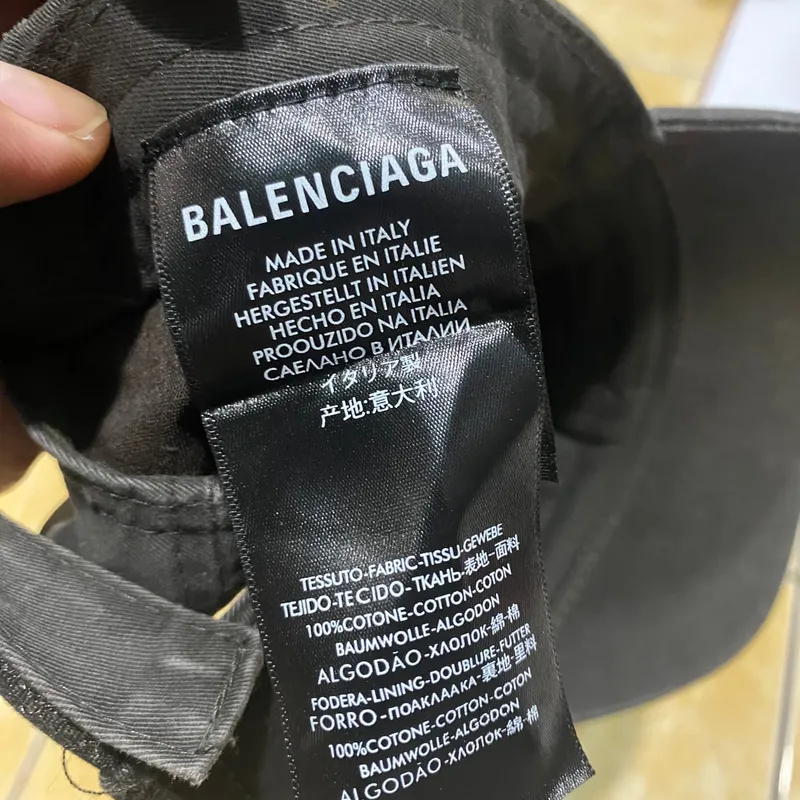 BALENCIAGA
MADE IN ITALY
FABRIQUE EN ITALIE
HERGESTELLT IN ITALIEN
HECHO EN ITALIA
PROOUZIDO NA ITALIA
CAEЛАНО В ИТАЛИИ
イタリア製
产地:意大利
TESSUTO-FABRIC-TISSU-GEWEBE
TEJIDO-TECIDO-ТКАНЬ-表地-面料
100%COTONE-COTTON-COTON
BAUMWOLLE-ALGODON
ALGODÃO-ХЛОПОК-綿-棉
FODERA-LINING-DOUBLURE-FUTTER
FORRO-ПОАКЛААКА-裏地-里料
100%COTONE-COTTON-COTON
BAUMWOLLE-ALGODON
ALGODÃO-ХЛОПОК-綿-棉